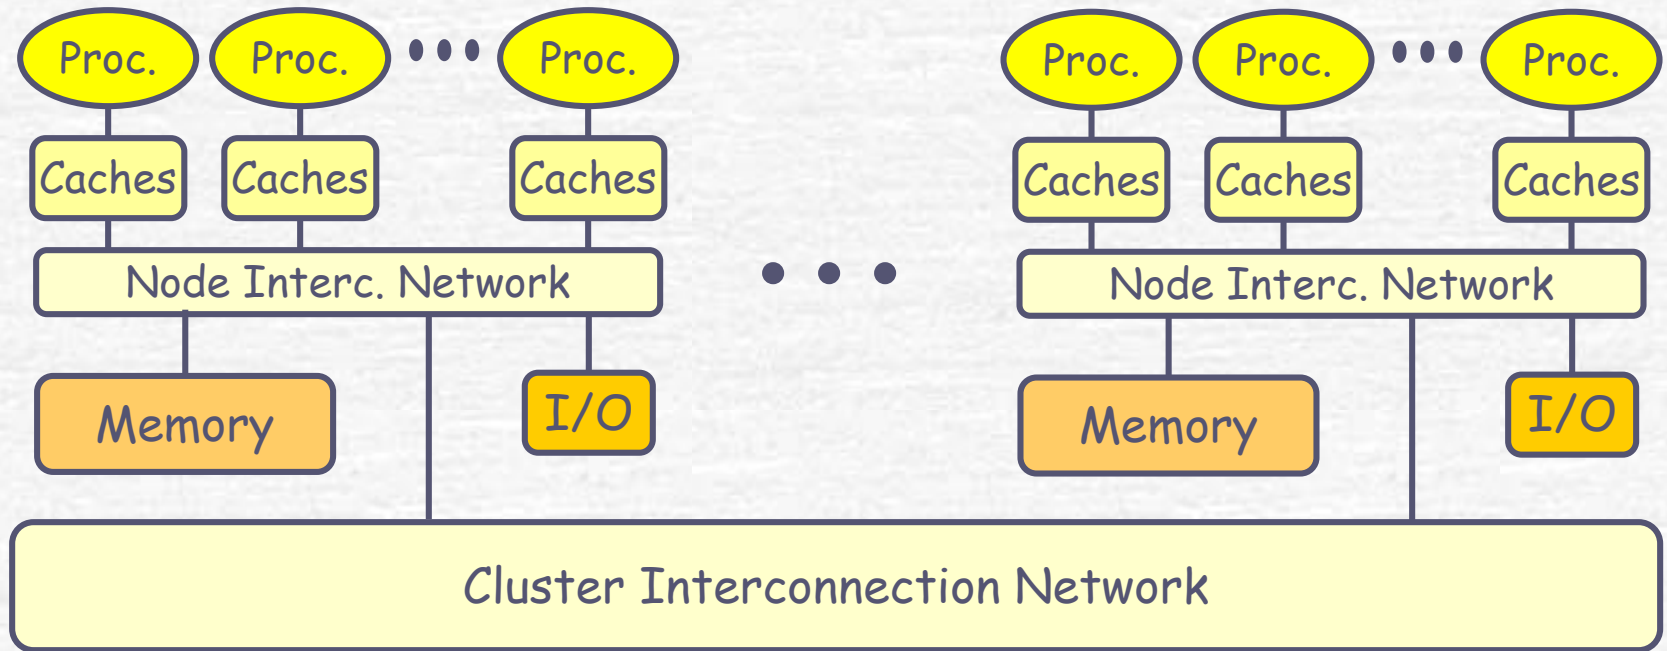 Proc. Proc. Proc. Proc. Proc. Proc.
Caches Caches Caches Caches Caches Caches
Node Interc. Network Node Interc. Network
Memory I/O Memory I/O
Cluster Interconnection Network